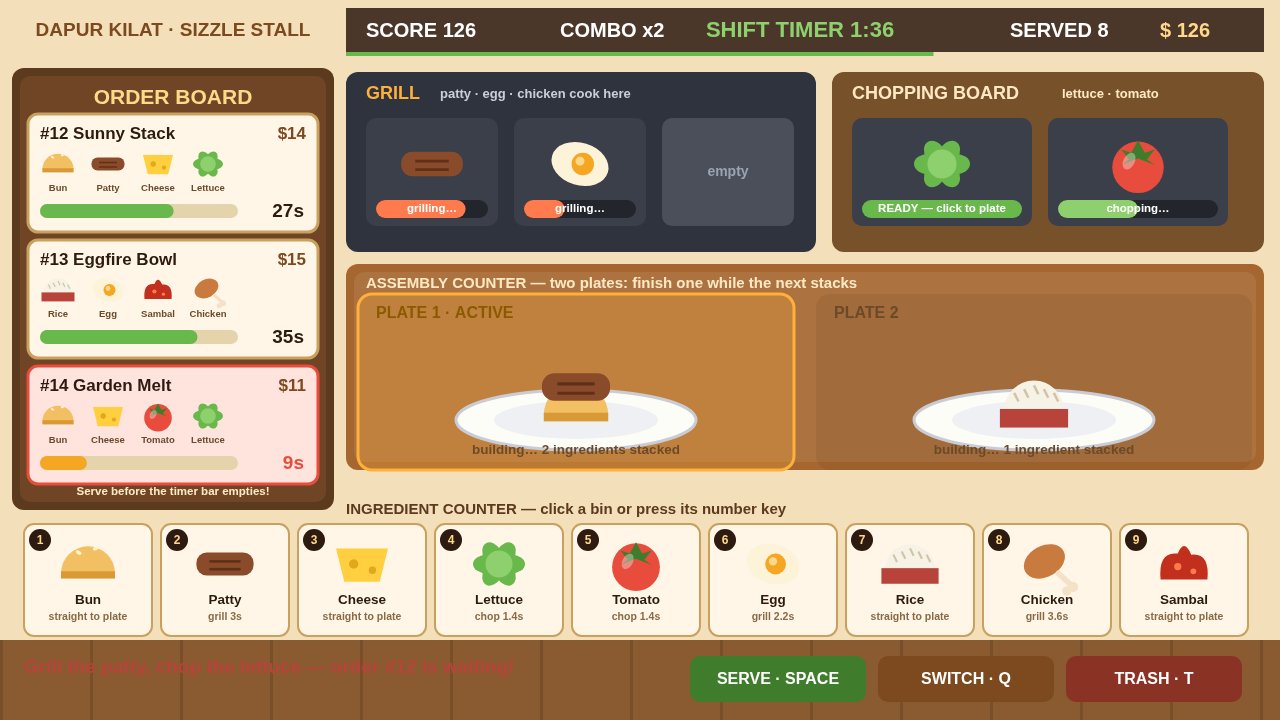 DAPUR KILAT · SIZZLE STALL
SCORE 126
COMBO x2
SHIFT TIMER 1:36
SERVED 8
$ 126
ORDER BOARD
#12 Sunny Stack
$14
Bun
Patty
Cheese
Lettuce
27s
#13 Eggfire Bowl
$15
Rice
Egg
Sambal
Chicken
35s
#14 Garden Melt
$11
Bun
Cheese
Tomato
Lettuce
9s
Serve before the timer bar empties!
GRILL
patty · egg · chicken cook here
grilling…
grilling…
empty
CHOPPING BOARD
lettuce · tomato
READY — click to plate
chopping…
ASSEMBLY COUNTER — two plates: finish one while the next stacks
PLATE 1 · ACTIVE
building… 2 ingredients stacked
PLATE 2
building… 1 ingredient stacked
INGREDIENT COUNTER — click a bin or press its number key
1
Bun
straight to plate
2
Patty
grill 3s
3
Cheese
straight to plate
4
Lettuce
chop 1.4s
5
Tomato
chop 1.4s
6
Egg
grill 2.2s
7
Rice
straight to plate
8
Chicken
grill 3.6s
9
Sambal
straight to plate
Grill the patty, chop the lettuce — order #12 is waiting!
SERVE · SPACE
SWITCH · Q
TRASH · T